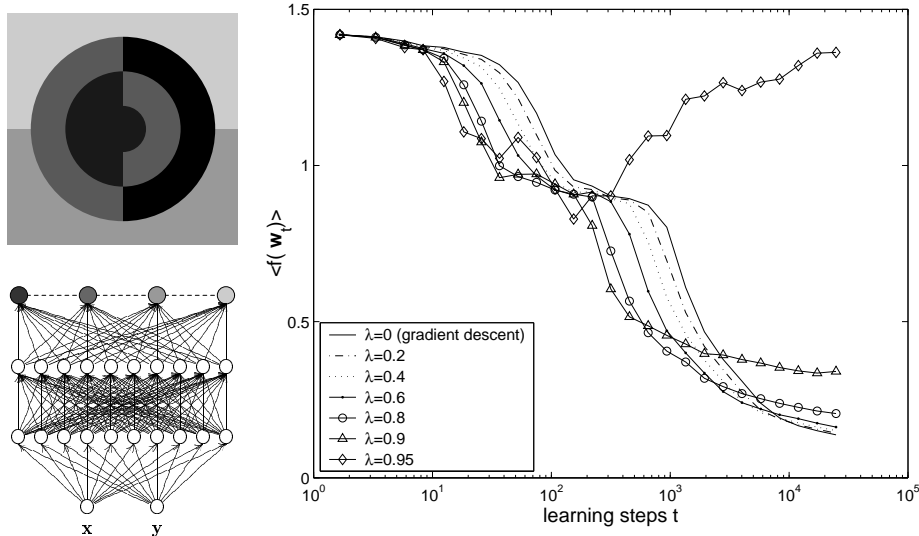 x y
1.5
1
0.5
0
<f( w_t)>
λ=0 (gradient descent)
λ=0.2
λ=0.4
λ=0.6
λ=0.8
λ=0.9
λ=0.95
10^0 10^1 10^2 10^3 10^4 10^5
learning steps t